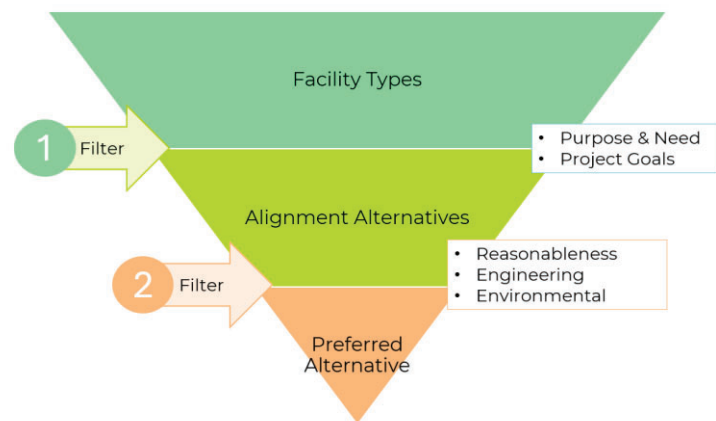 Facility Types
1
Filter
• Purpose & Need
• Project Goals
Alignment Alternatives
2
Filter
• Reasonableness
• Engineering
• Environmental
Preferred
Alternative